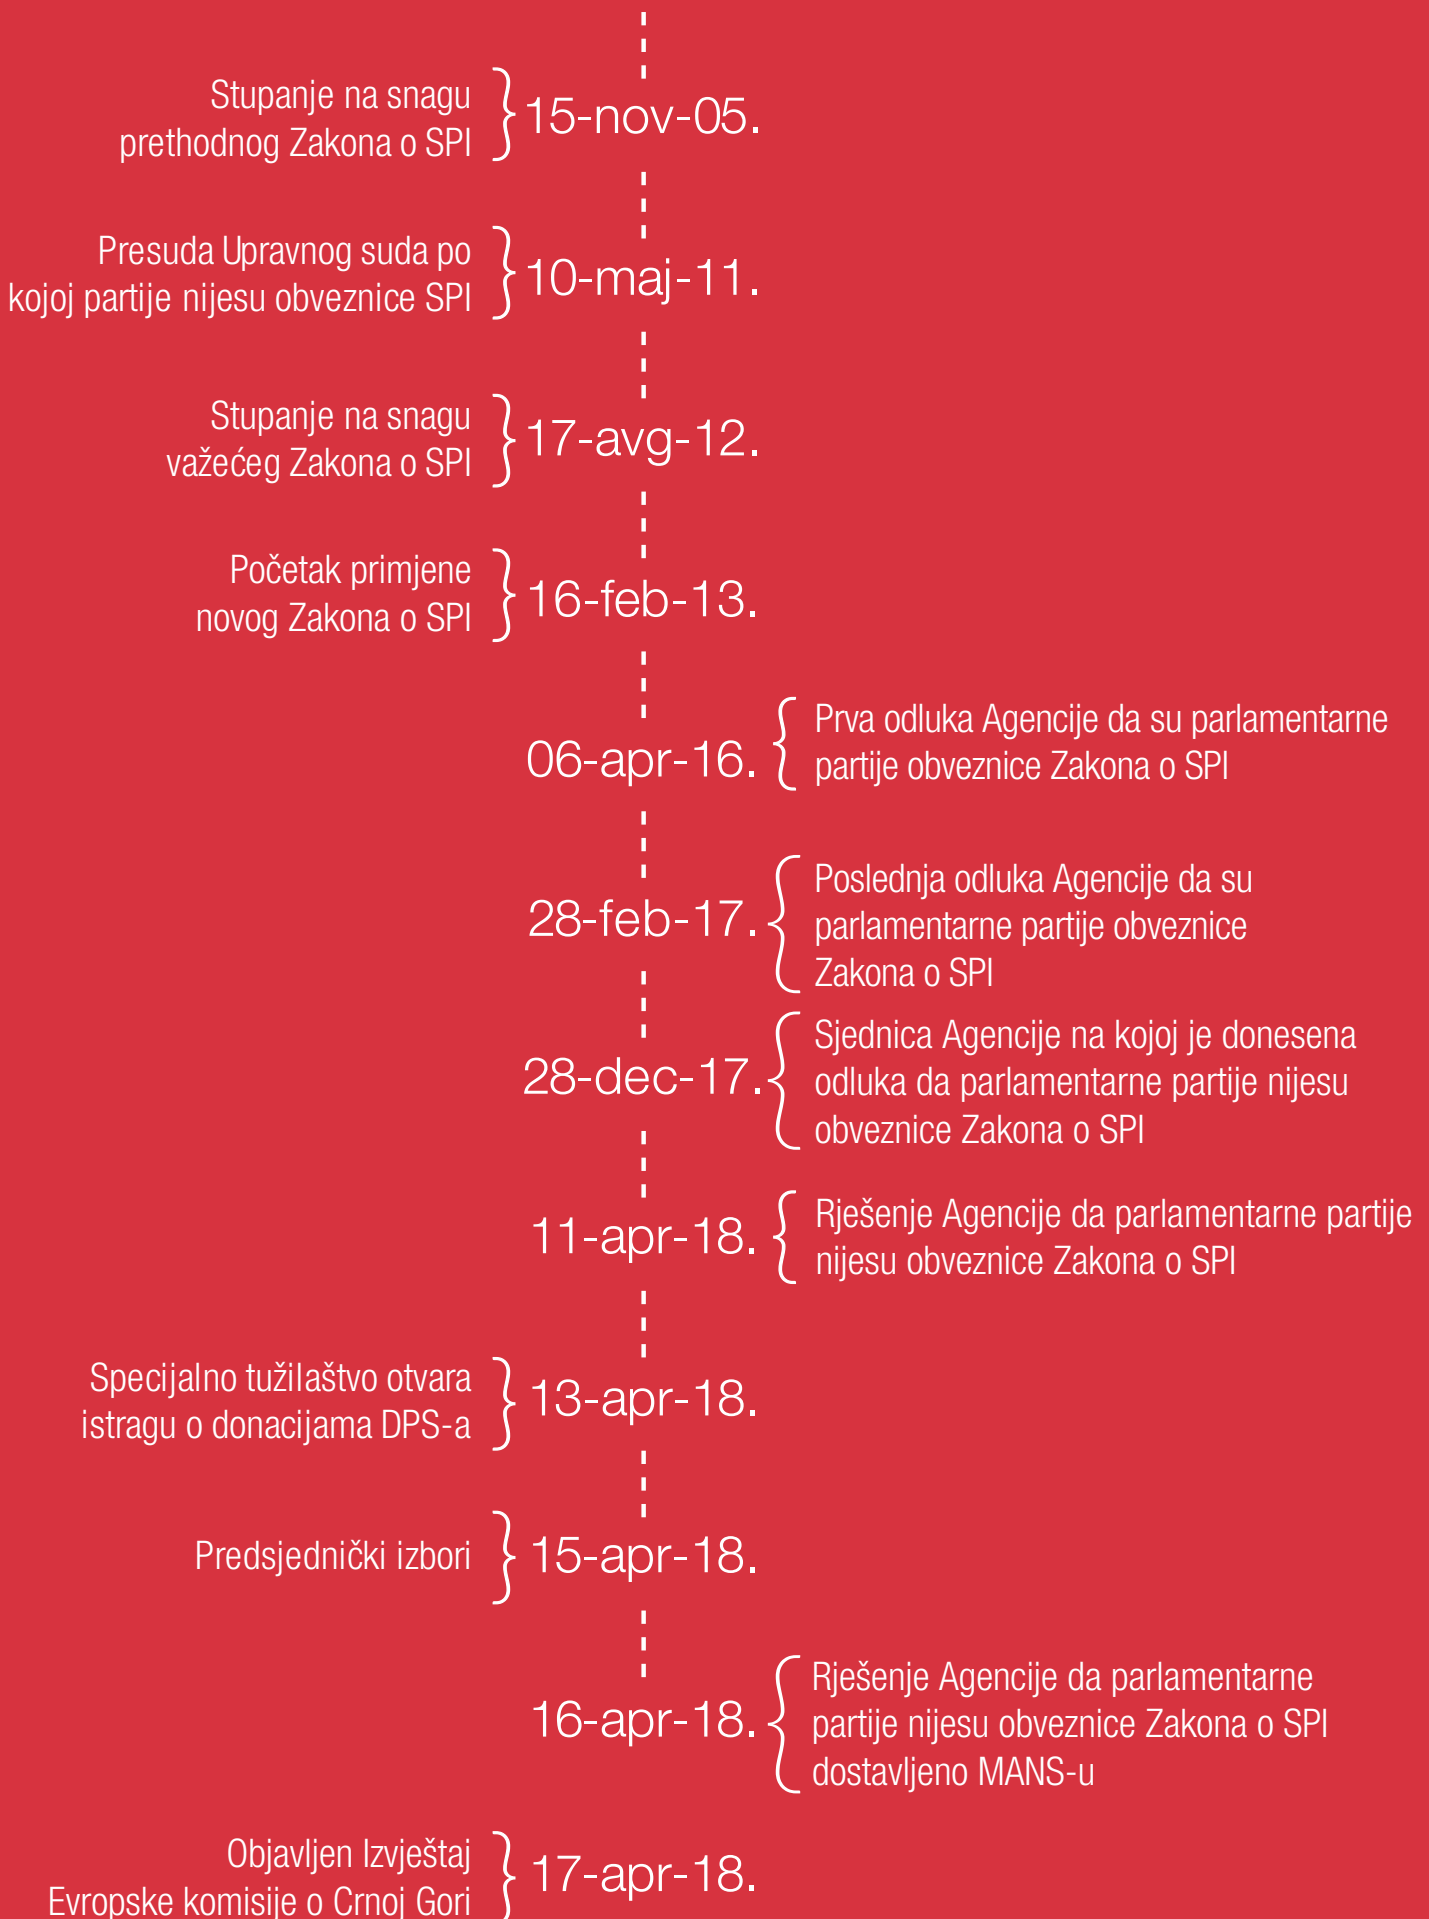 Stupanje na snagu
prethodnog Zakona o SPI
15-nov-05.
Presuda Upravnog suda po
kojoj partije nijesu obveznice SPI
10-maj-11.
Stupanje na snagu
važećeg Zakona o SPI
17-avg-12.
Početak primjene
novog Zakona o SPI
16-feb-13.
06-apr-16.
Prva odluka Agencije da su parlamentarne
partije obveznice Zakona o SPI
28-feb-17.
Poslednja odluka Agencije da su
parlamentarne partije obveznice
Zakona o SPI
28-dec-17.
Sjednica Agencije na kojoj je donesena
odluka da parlamentarne partije nijesu
obveznice Zakona o SPI
11-apr-18.
Rješenje Agencije da parlamentarne partije
nijesu obveznice Zakona o SPI
Specijalno tužilaštvo otvara
istragu o donacijama DPS-a
13-apr-18.
Predsjednički izbori
15-apr-18.
16-apr-18.
Rješenje Agencije da parlamentarne
partije nijesu obveznice Zakona o SPI
dostavljeno MANS-u
Objavljen Izvještaj
Evropske komisije o Crnoj Gori
17-apr-18.